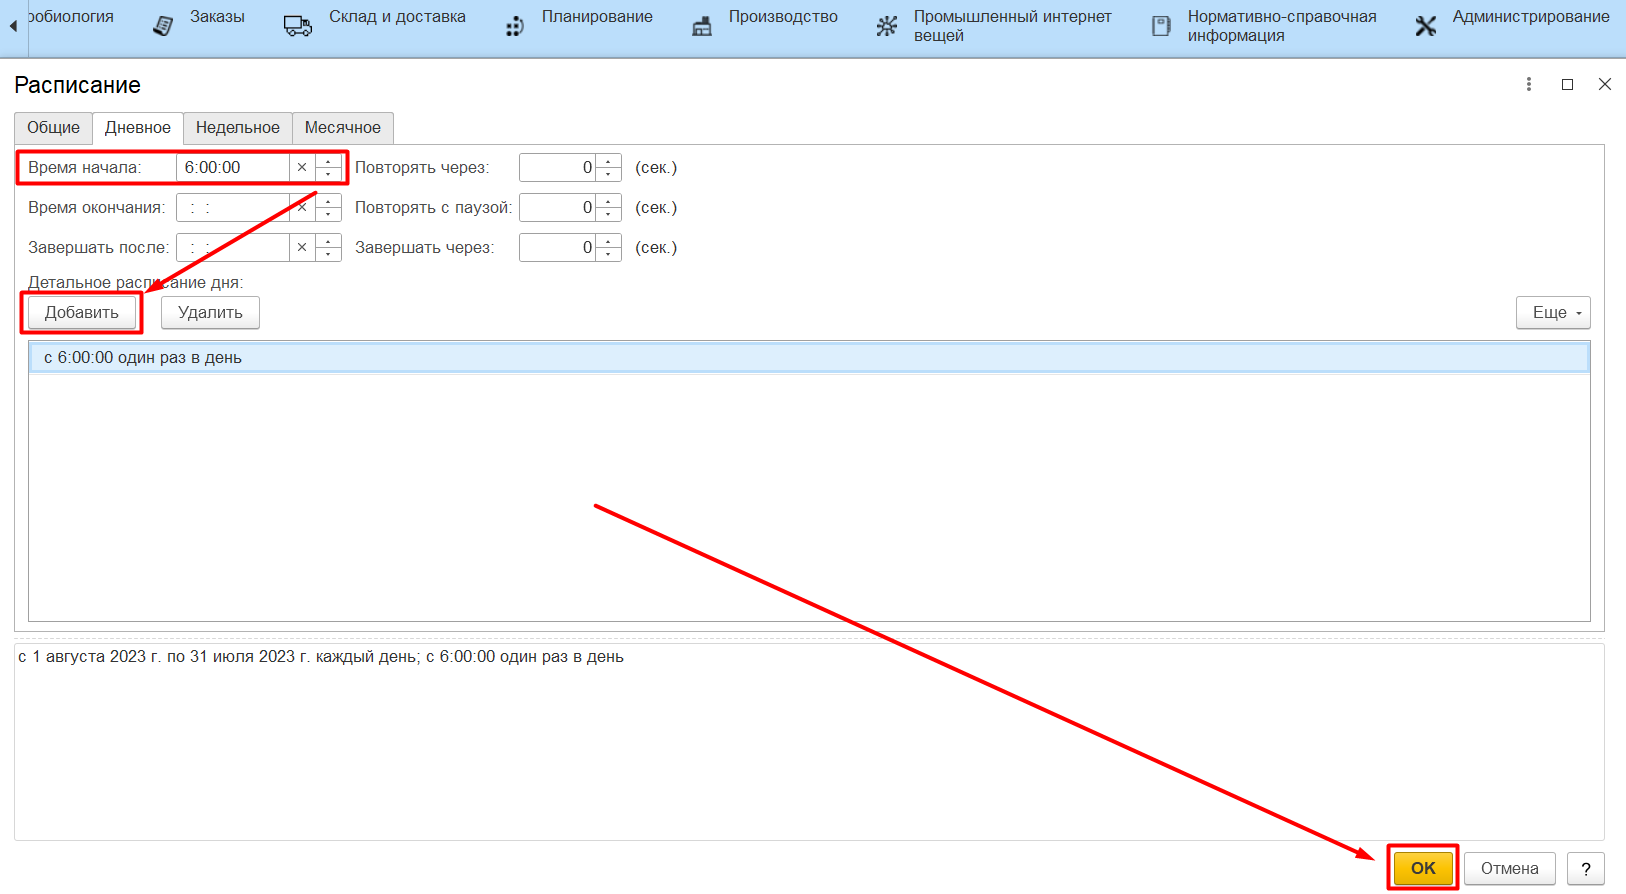 робиология
Заказы
Склад и доставка
Планирование
Производство
Промышленный интернет
вещей
Нормативно-справочная
информация
Администрирование
Расписание
Общие
Дневное
Недельное
Месячное
Время начала: 6:00:00 Повторять через: 0 (сек.)
Время окончания: : : Повторять с паузой: 0 (сек.)
Завершать после: : : Завершать через: 0 (сек.)
Детальное расписание дня:
Добавить
Удалить
Еще
с 6:00:00 один раз в день
с 1 августа 2023 г. по 31 июля 2023 г. каждый день; с 6:00:00 один раз в день
ОК
Отмена
?